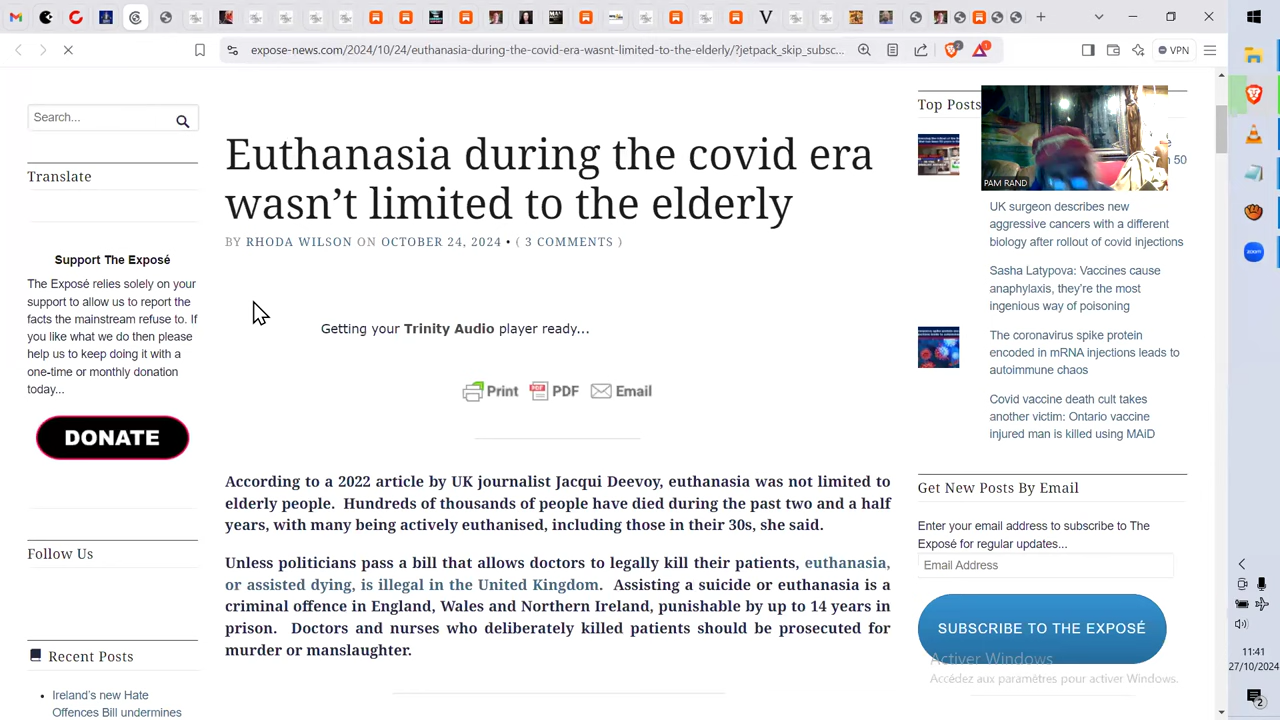 expose-news.com/2024/10/24/euthanasia-during-the-covid-era-wasnt-limited-to-the-elderly/?jetpack_skip_subsc...
VPN
Search...
Translate
Support The Exposé
The Exposé relies solely on your
support to allow us to report the
facts the mainstream refuse to. If
you like what we do then please
help us to keep doing it with a
one-time or monthly donation
today...
DONATE
Follow Us
Recent Posts
Ireland's new Hate
Offences Bill undermines
Euthanasia during the covid era
wasn't limited to the elderly
BY RHODA WILSON ON OCTOBER 24, 2024 • ( 3 COMMENTS )
Getting your Trinity Audio player ready...
Print PDF Email
According to a 2022 article by UK journalist Jacqui Deevoy, euthanasia was not limited to
elderly people. Hundreds of thousands of people have died during the past two and a half
years, with many being actively euthanised, including those in their 30s, she said.
Unless politicians pass a bill that allows doctors to legally kill their patients, euthanasia,
or assisted dying, is illegal in the United Kingdom. Assisting a suicide or euthanasia is a
criminal offence in England, Wales and Northern Ireland, punishable by up to 14 years in
prison. Doctors and nurses who deliberately killed patients should be prosecuted for
murder or manslaughter.
Top Posts
50
PAM RAND
UK surgeon describes new
aggressive cancers with a different
biology after rollout of covid injections
Sasha Latypova: Vaccines cause
anaphylaxis, they're the most
ingenious way of poisoning
The coronavirus spike protein
encoded in mRNA injections leads to
autoimmune chaos
Covid vaccine death cult takes
another victim: Ontario vaccine
injured man is killed using MAiD
Get New Posts By Email
Enter your email address to subscribe to The
Exposé for regular updates...
Email Address
SUBSCRIBE TO THE EXPOSÉ
Activer Windows
Accédez aux paramètres pour activer Windows.
zoom
11:41
27/10/2024
2